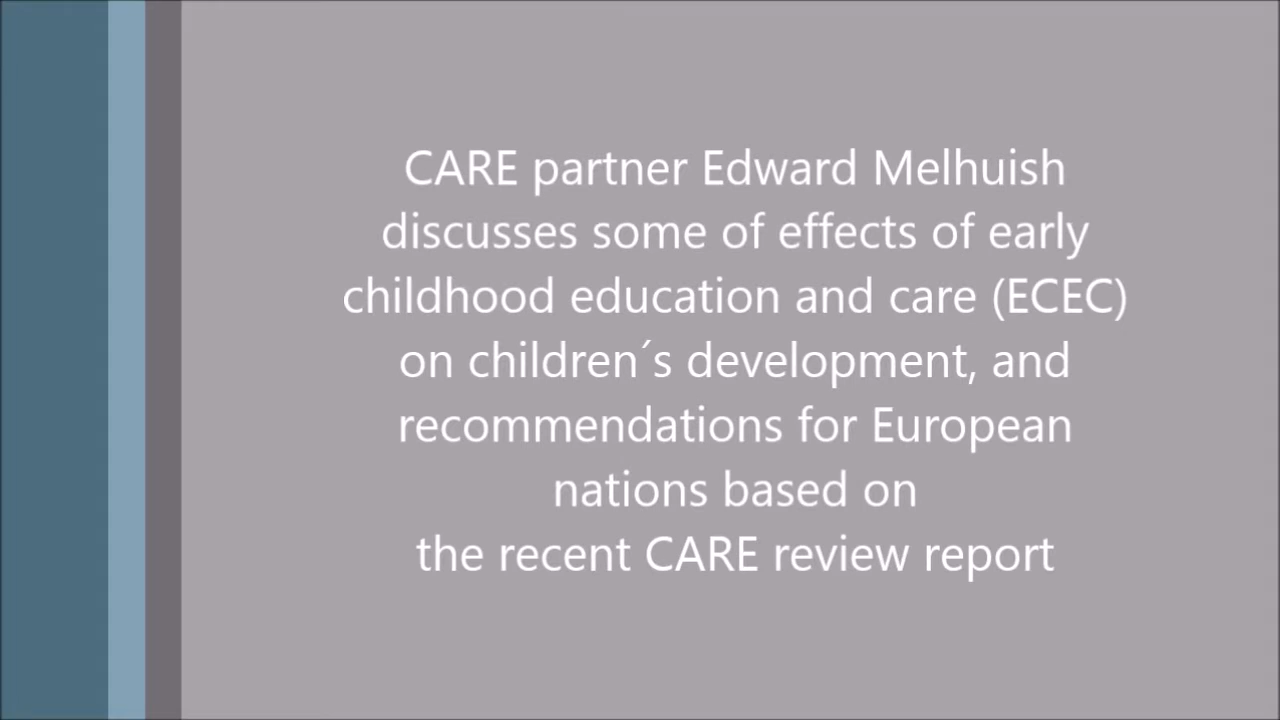 CARE partner Edward Melhuish
discusses some of effects of early
childhood education and care (ECEC)
on children´s development, and
recommendations for European
nations based on
the recent CARE review report